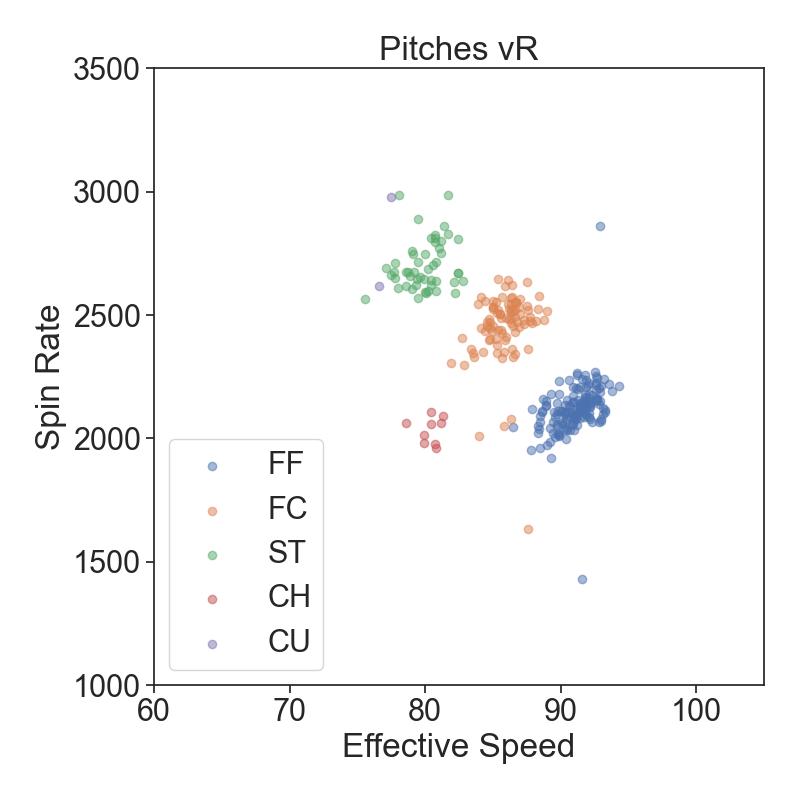 Pitches vR
Spin Rate
3500
3000
2500
2000
1500
1000
FF
FC
ST
CH
CU
60 70 80 90 100
Effective Speed